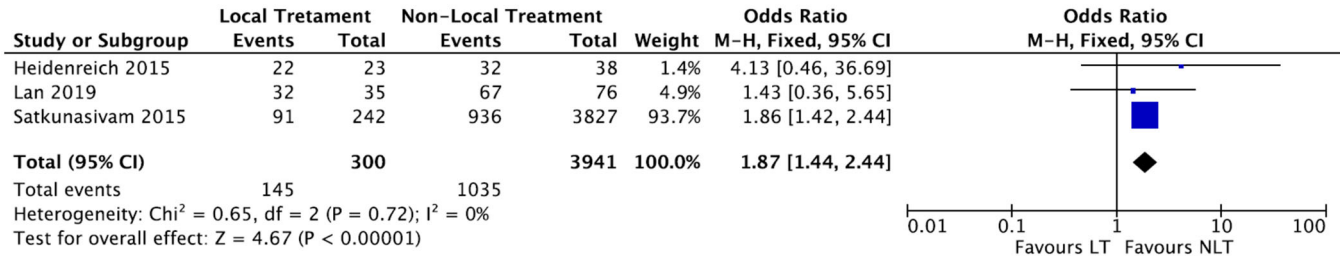 Local Tretament Non-Local Treatment Odds Ratio Odds Ratio
Study or Subgroup Events Total Events Total Weight M-H, Fixed, 95% CI M-H, Fixed, 95% CI
Heidenreich 2015 22 23 32 38 1.4% 4.13 [0.46, 36.69]
Lan 2019 32 35 67 76 4.9% 1.43 [0.36, 5.65]
Satkunasivam 2015 91 242 936 3827 93.7% 1.86 [1.42, 2.44]
Total (95% CI) 300 3941 100.0% 1.87 [1.44, 2.44]
Total events 145 1035
Heterogeneity: Chi² = 0.65, df = 2 (P = 0.72); I² = 0%
Test for overall effect: Z = 4.67 (P < 0.00001)
0.01 0.1 1 10 100
Favours LT Favours NLT